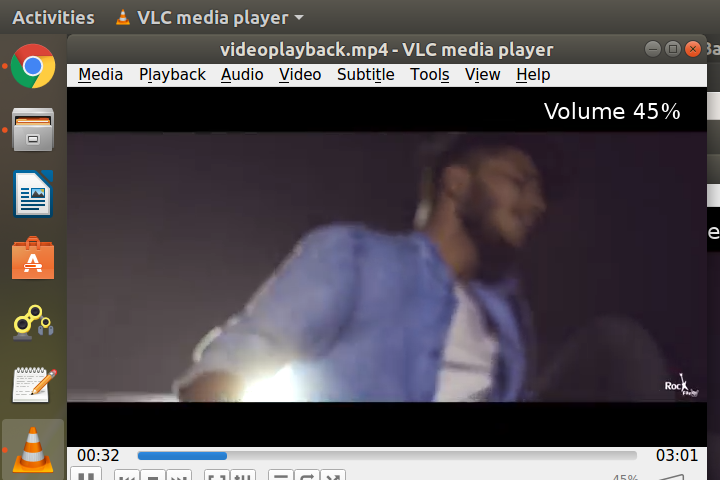 Activities VLC media player
videoplayback.mp4 - VLC media player
Media Playback Audio Video Subtitle Tools View Help
Volume 45%
Rock
00:32 03:01
45%